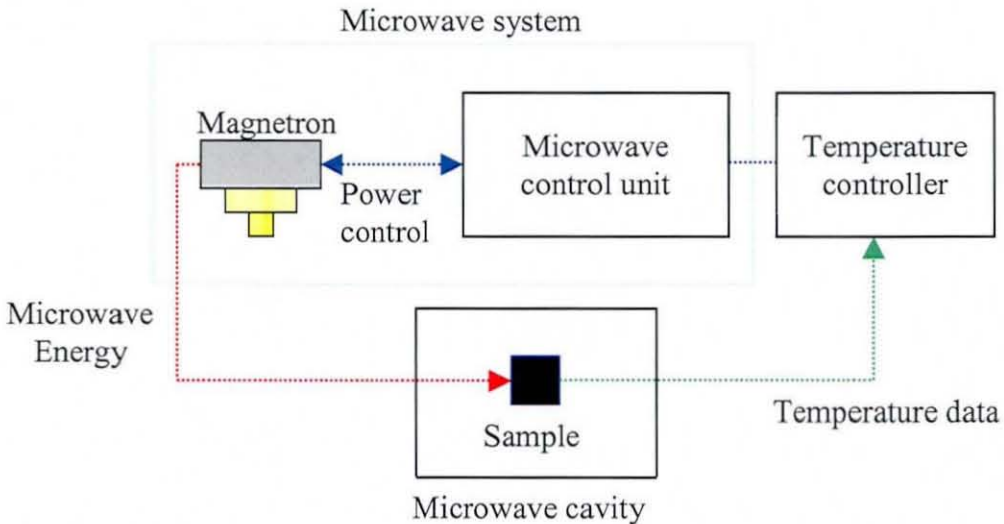 Microwave system
Magnetron
Power
control
Microwave
control unit
Temperature
controller
Microwave
Energy
Sample
Temperature data
Microwave cavity